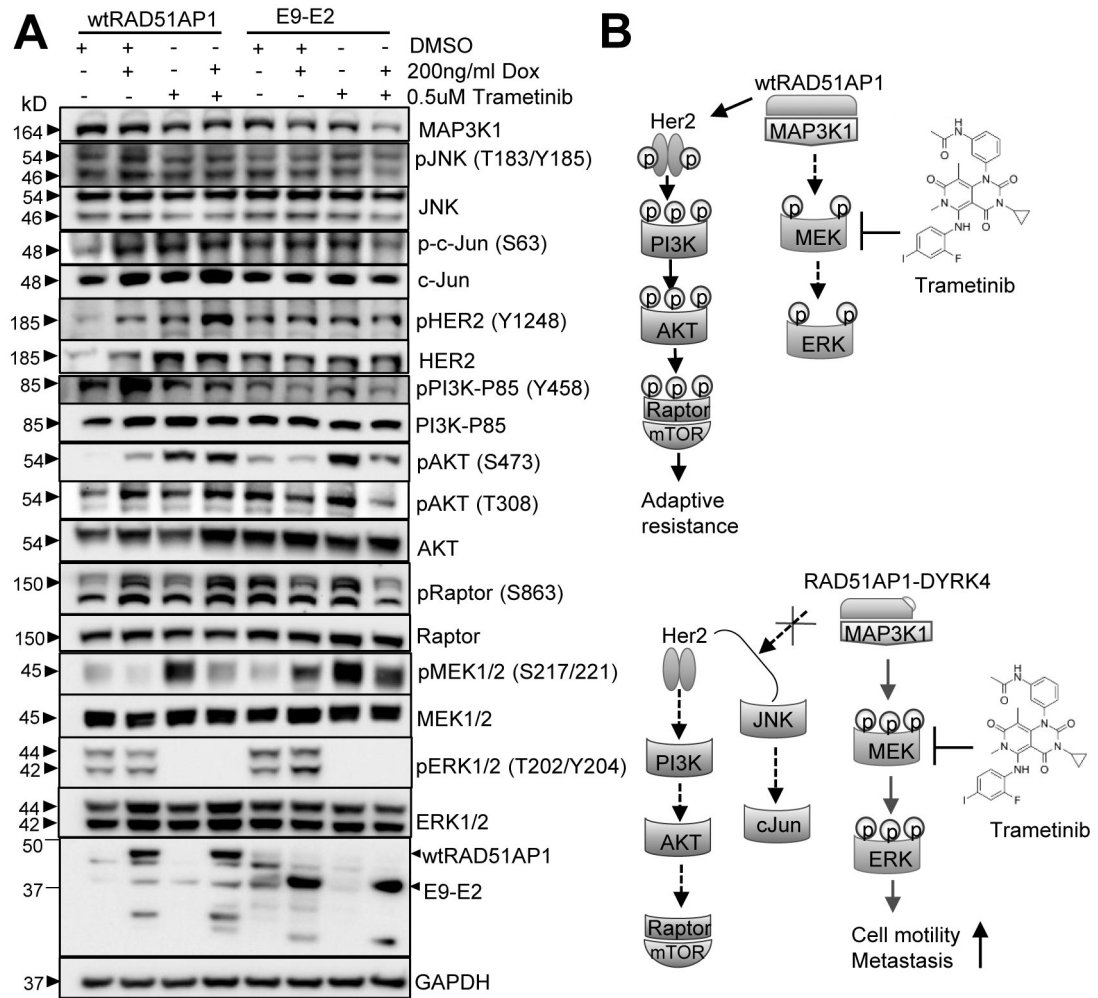 A
wtRAD51AP1 E9-E2
+ + - - + + - - DMSO
- + - + - + - + 200ng/ml Dox
- - + + - - + + 0.5uM Trametinib
kD
164 MAP3K1
54 pJNK (T183/Y185)
46
54 JNK
46
48 p-c-Jun (S63)
48 c-Jun
185 pHER2 (Y1248)
185 HER2
85 pPI3K-P85 (Y458)
85 PI3K-P85
54 pAKT (S473)
54 pAKT (T308)
54 AKT
150 pRaptor (S863)
150 Raptor
45 pMEK1/2 (S217/221)
45 MEK1/2
44 pERK1/2 (T202/Y204)
42
44 ERK1/2
42
50 wtRAD51AP1
37 E9-E2
37 GAPDH
B
wtRAD51AP1
Her2 MAP3K1
p p
p p p p p
PI3K MEK
p p p p p
AKT ERK
p p p
Raptor
mTOR
Adaptive
resistance
O N H N N O O N N O O NH F I
Trametinib
RAD51AP1-DYRK4
MAP3K1
Her2
JNK
p p p
MEK
PI3K
cJun
AKT
p p p
ERK
Raptor
mTOR
Cell motility
Metastasis
O N H N N O O N N O O NH F I
Trametinib